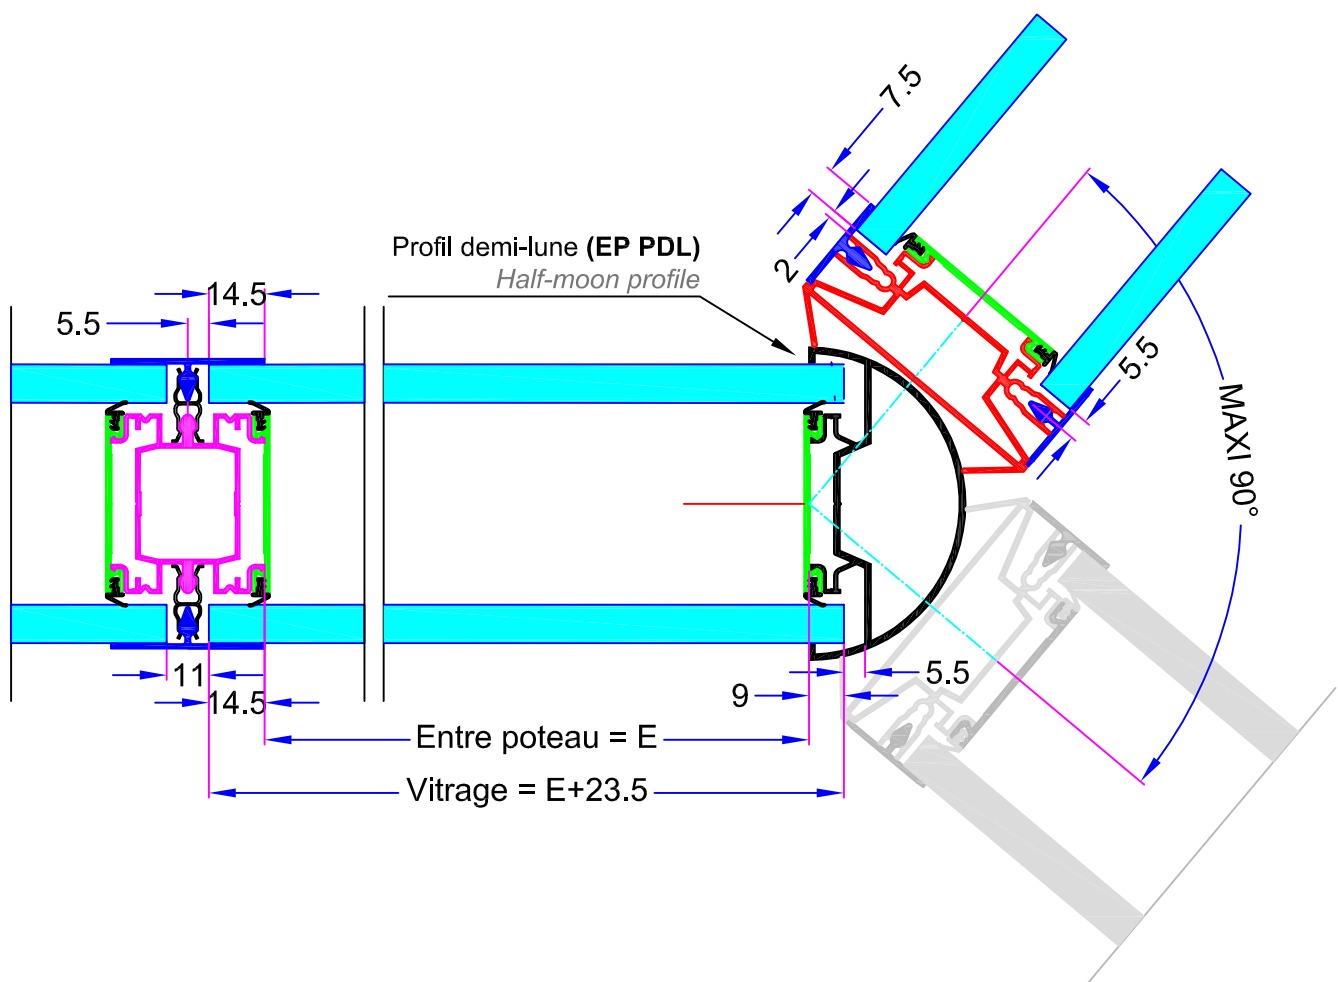 7.5
Profil demi-lune (EP PDL)
Half-moon profile
2
14.5
5.5
5.5
MAXI 90°
11
14.5
5.5
9
Entre poteau = E
Vitrage = E+23.5